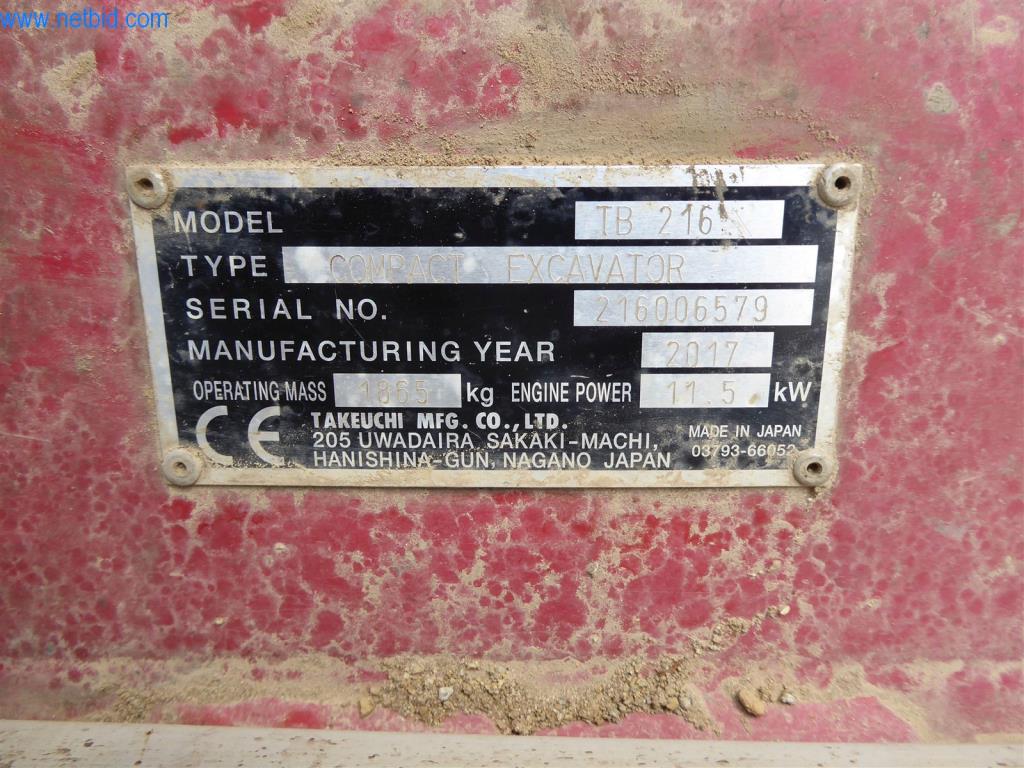 www.netbid.com
MODEL TB 216
TYPE COMPACT EXCAVATOR
SERIAL NO. 216006579
MANUFACTURING YEAR 2017
OPERATING MASS 1865 kg ENGINE POWER 11.5 kW
CE TAKEUCHI MFG. CO.,LTD.
205 UWADAIRA, SAKAKI-MACHI,
HANISHINA-GUN, NAGANO JAPAN
MADE IN JAPAN
03793-66052